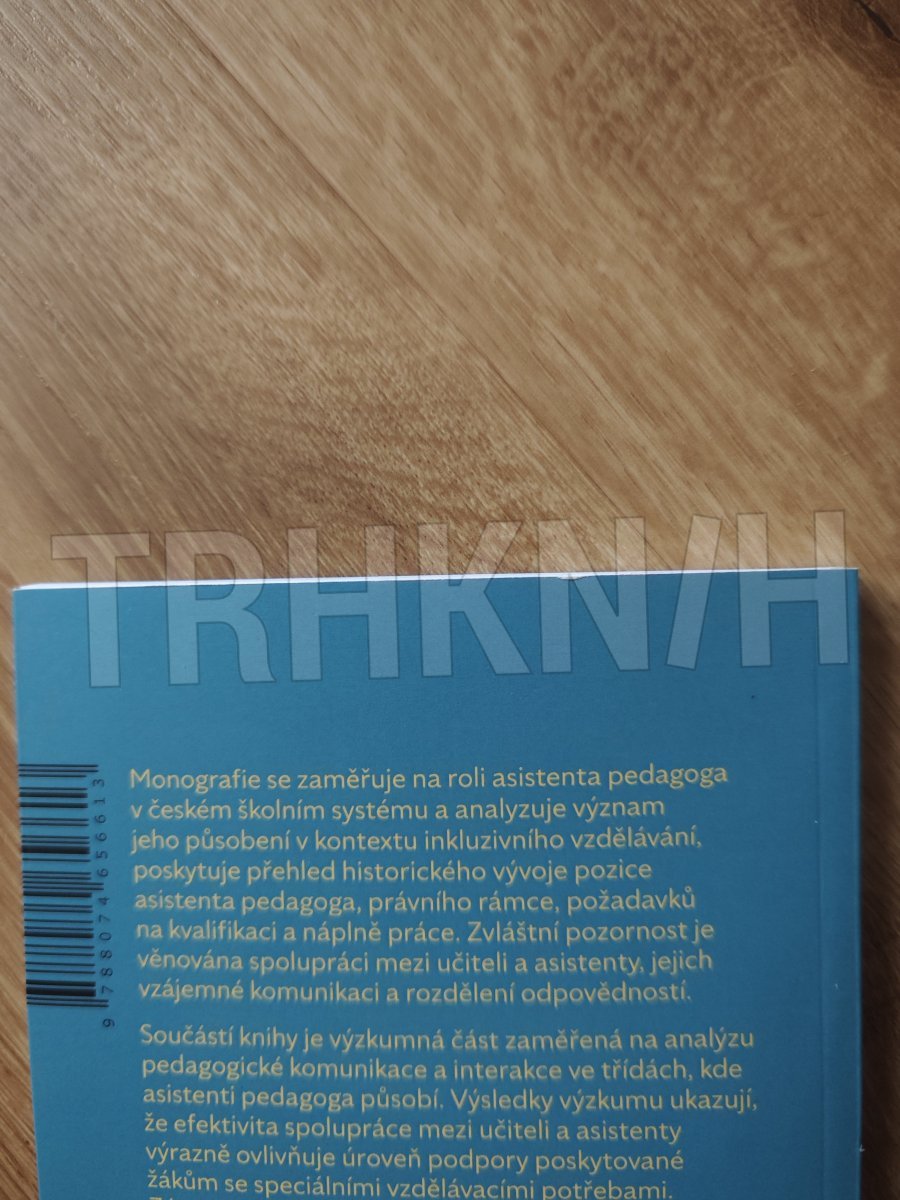 TRHKN/H
Monografie se zaměřuje na roli asistenta pedagoga
v českém školním systému a analyzuje význam
jeho působení v kontextu inkluzivního vzdělávání,
poskytuje přehled historického vývoje pozice
asistenta pedagoga, právního rámce, požadavků
na kvalifikaci a náplně práce. Zvláštní pozornost je
věnována spolupráci mezi učiteli a asistenty, jejich
vzájemné komunikaci a rozdělení odpovědností.
Součástí knihy je výzkumná část zaměřená na analýzu
pedagogické komunikace a interakce ve třídách, kde
asistenti pedagoga působí. Výsledky výzkumu ukazují,
že efektivita spolupráce mezi učiteli a asistenty
výrazně ovlivňuje úroveň podpory poskytované
žákům se speciálními vzdělávacími potřebami.
9 788074 656613